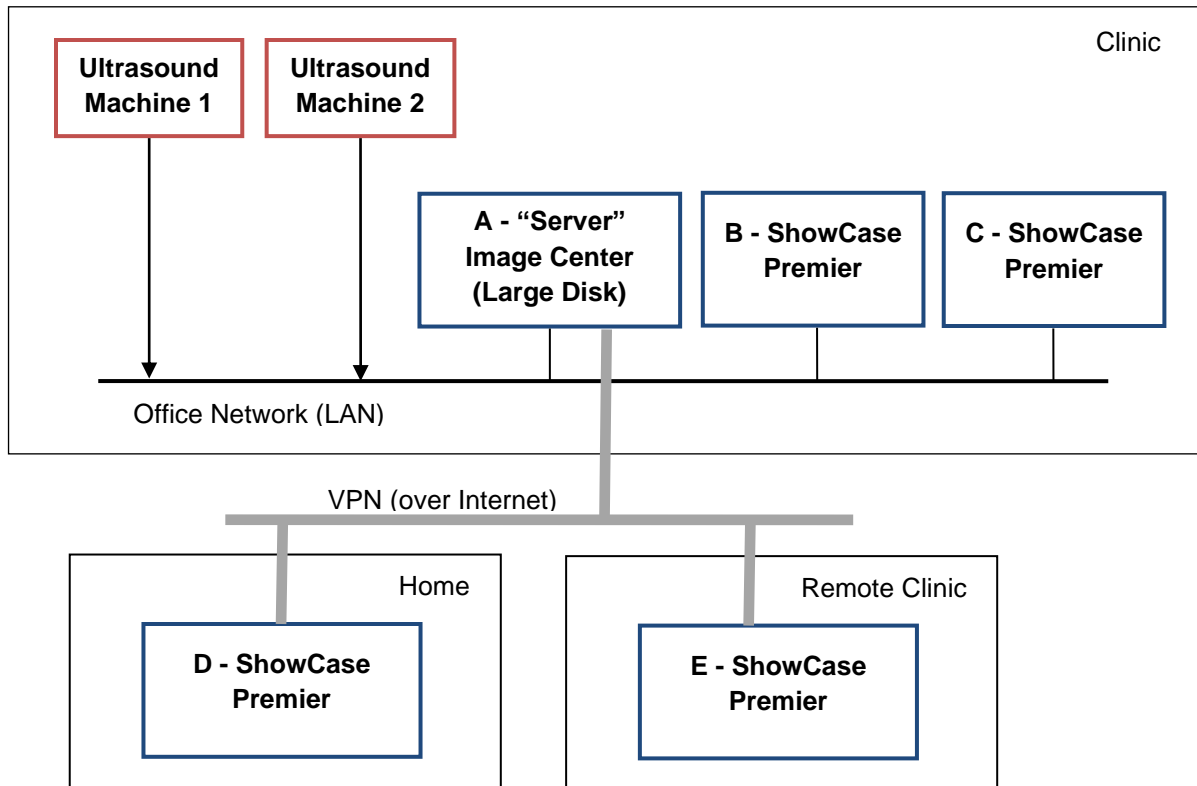 Clinic
Ultrasound
Machine 1
Ultrasound
Machine 2
A - “Server”
Image Center
(Large Disk)
B - ShowCase
Premier
C - ShowCase
Premier
Office Network (LAN)
VPN (over Internet)
Home
D - ShowCase
Premier
Remote Clinic
E - ShowCase
Premier